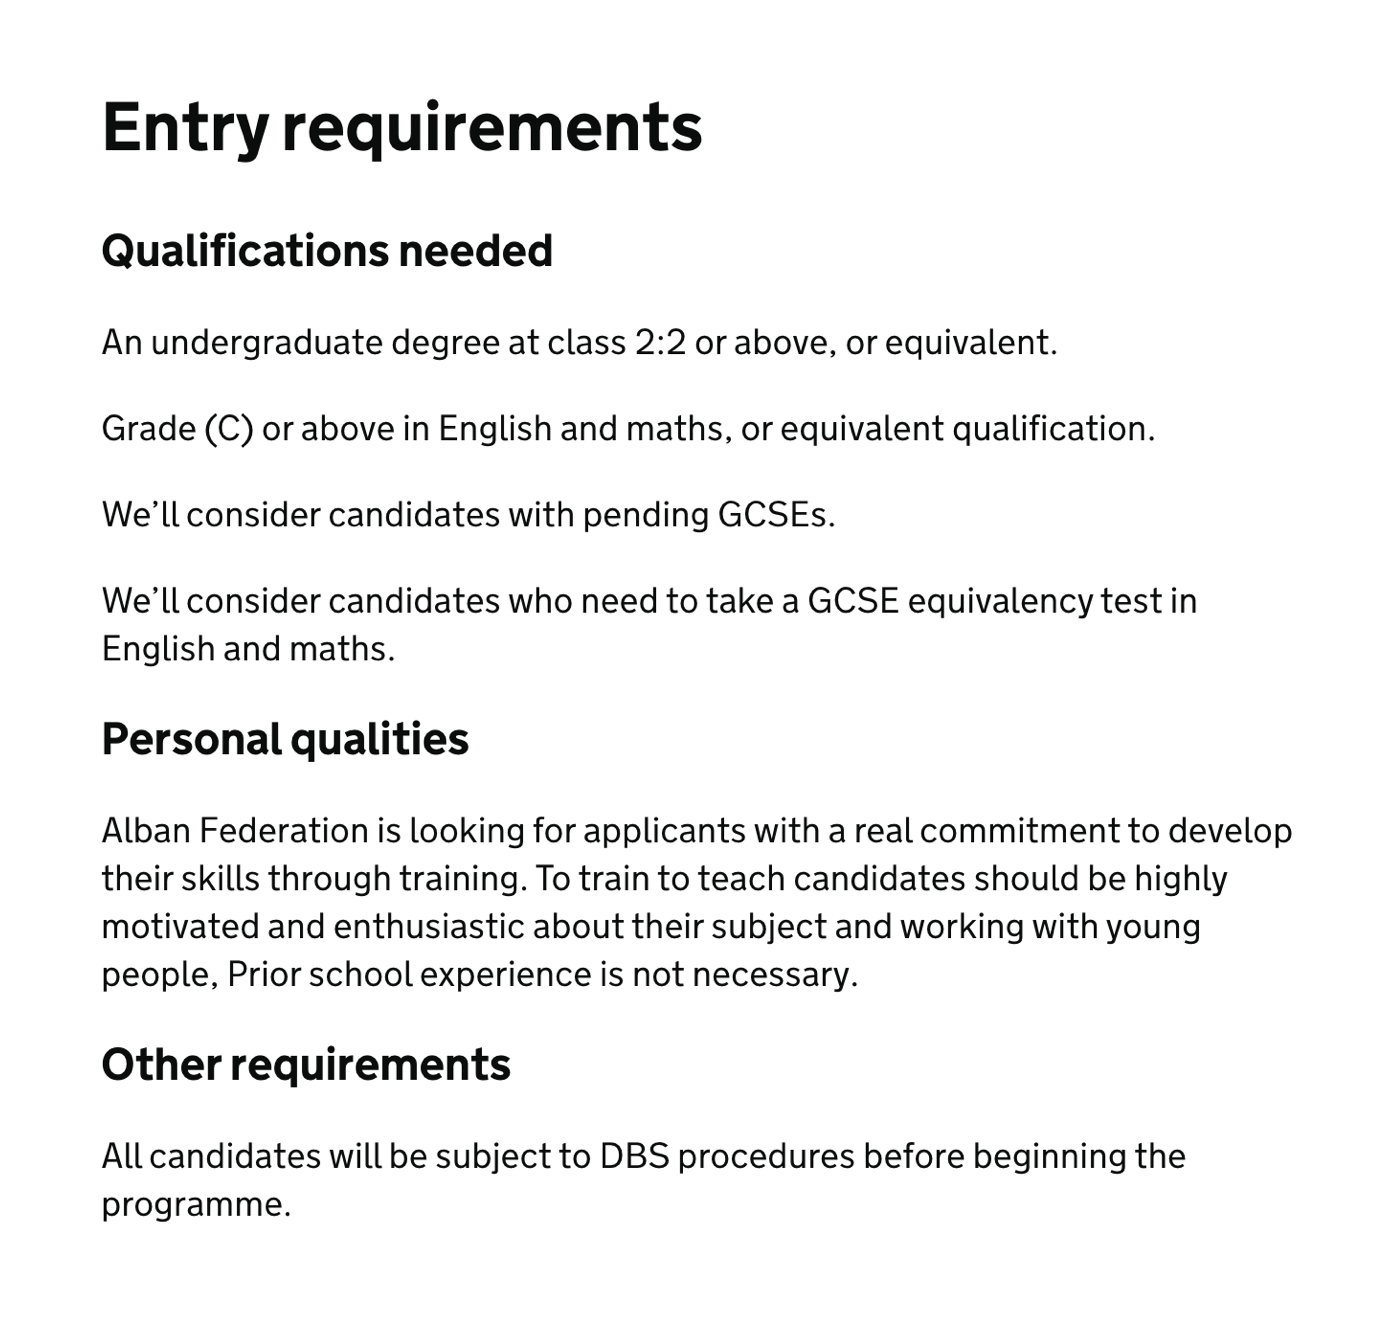 Entry requirements
Qualifications needed
An undergraduate degree at class 2:2 or above, or equivalent.
Grade (C) or above in English and maths, or equivalent qualification.
We’ll consider candidates with pending GCSEs.
We’ll consider candidates who need to take a GCSE equivalency test in
English and maths.
Personal qualities
Alban Federation is looking for applicants with a real commitment to develop
their skills through training. To train to teach candidates should be highly
motivated and enthusiastic about their subject and working with young
people, Prior school experience is not necessary.
Other requirements
All candidates will be subject to DBS procedures before beginning the
programme.